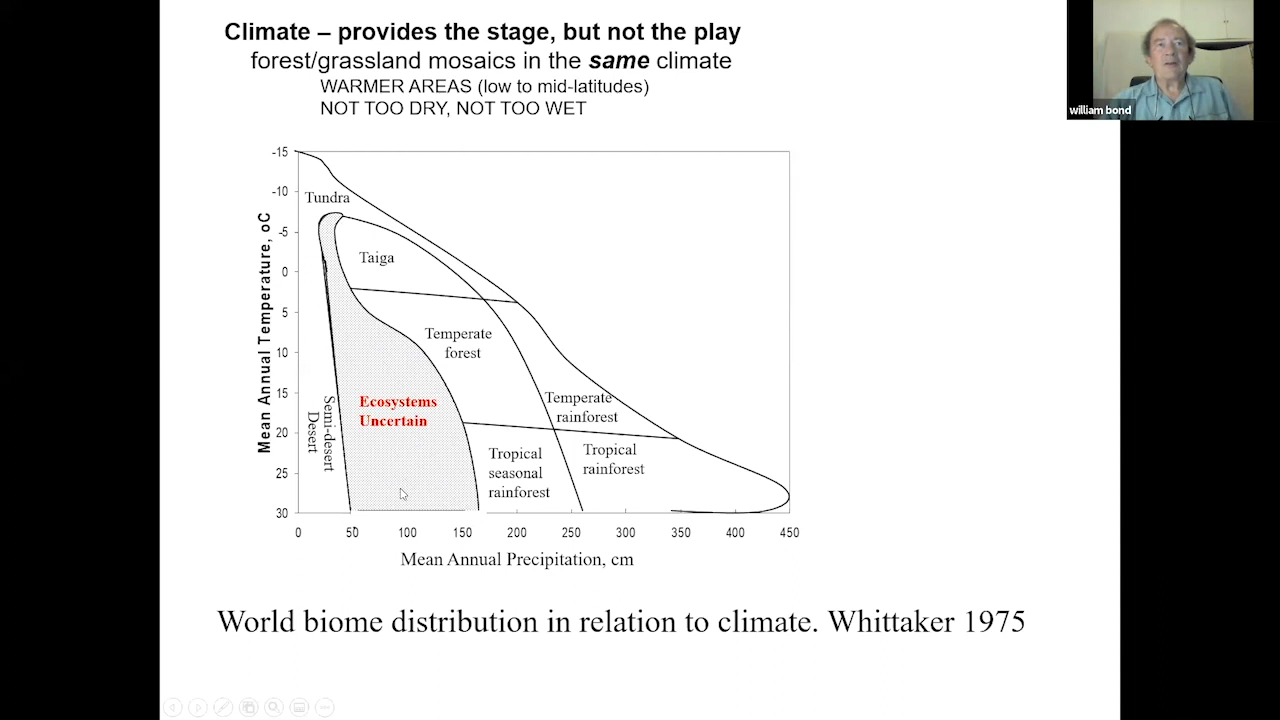 Climate – provides the stage, but not the play
forest/grassland mosaics in the same climate
WARMER AREAS (low to mid-latitudes)
NOT TOO DRY, NOT TOO WET
william bond
Mean Annual Temperature, oC
-15
-10
-5
0
5
10
15
20
25
30
Tundra
Taiga
Temperate
forest
Ecosystems
Uncertain
Semi-desert
Desert
Temperate
rainforest
Tropical
seasonal
rainforest
Tropical
rainforest
0
50
100
150
200
250
300
350
400
450
Mean Annual Precipitation, cm
World biome distribution in relation to climate. Whittaker 1975